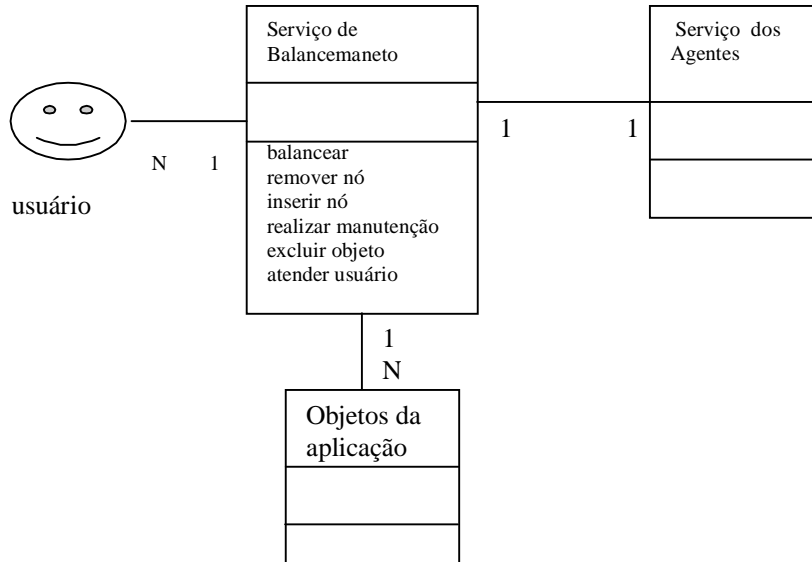 Serviço de
Balancemaneto
Serviço dos
Agentes
N 1
1 1
usuário
balancear
remover nó
inserir nó
realizar manutenção
excluir objeto
atender usuário
1
N
Objetos da
aplicação